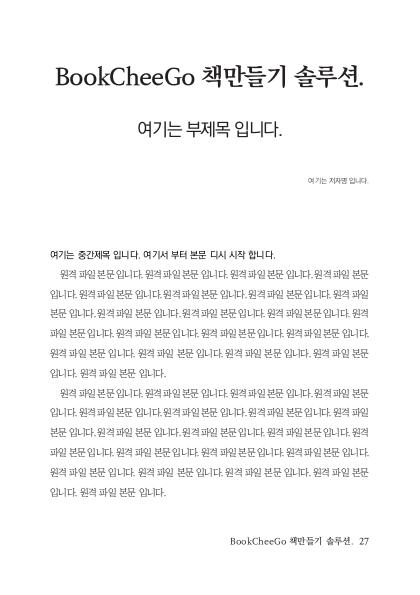 BookCheeGo 책만들기 솔루션.
여기는 부제목 입니다.
여기는 저자명 입니다.
여기는 중간제목 입니다. 여기서 부터 본문 다시 시작 합니다.
원격 파일 본문 입니다. 원격 파일 본문 입니다. 원격 파일 본문 입니다. 원격 파일 본문
입니다. 원격 파일 본문 입니다. 원격 파일 본문 입니다. 원격 파일 본문 입니다. 원격 파일
본문 입니다. 원격 파일 본문 입니다. 원격 파일 본문 입니다. 원격 파일 본문 입니다. 원격
파일 본문 입니다. 원격 파일 본문 입니다. 원격 파일 본문 입니다. 원격 파일 본문 입니다.
원격 파일 본문 입니다. 원격 파일 본문 입니다. 원격 파일 본문 입니다. 원격 파일 본문
입니다. 원격 파일 본문 입니다.
원격 파일 본문 입니다. 원격 파일 본문 입니다. 원격 파일 본문 입니다. 원격 파일 본문
입니다. 원격 파일 본문 입니다. 원격 파일 본문 입니다. 원격 파일 본문 입니다. 원격 파일
본문 입니다. 원격 파일 본문 입니다. 원격 파일 본문 입니다. 원격 파일 본문 입니다. 원격
파일 본문 입니다. 원격 파일 본문 입니다. 원격 파일 본문 입니다. 원격 파일 본문 입니다.
원격 파일 본문 입니다. 원격 파일 본문 입니다. 원격 파일 본문 입니다. 원격 파일 본문
입니다. 원격 파일 본문 입니다.
BookCheeGo 책만들기 솔루션. 27